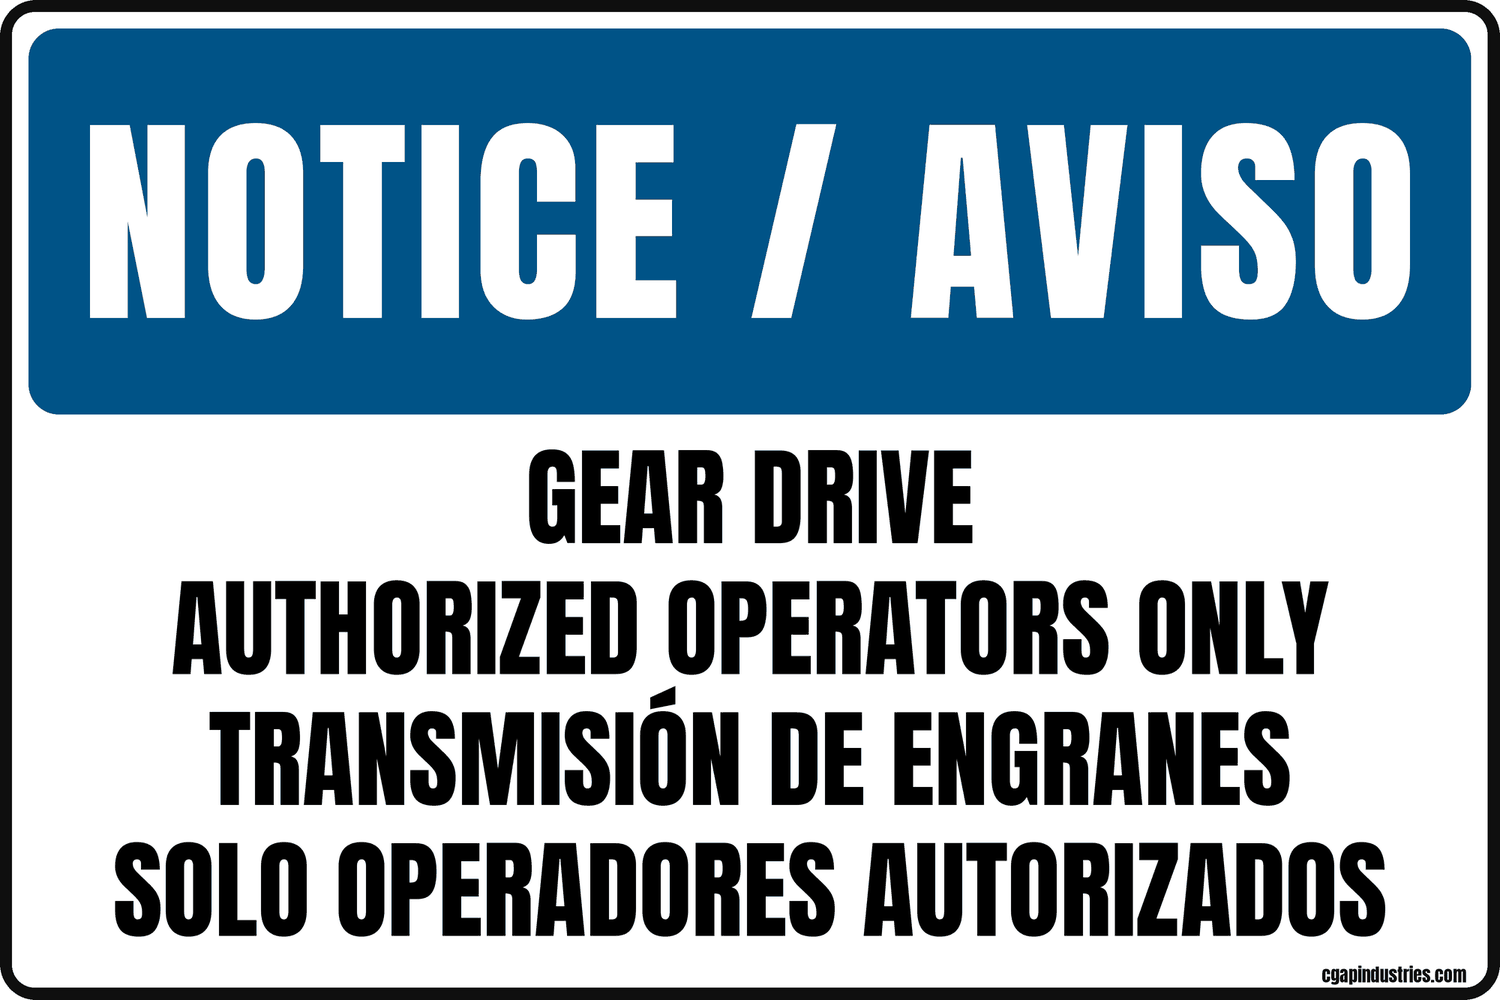 NOTICE / AVISO
GEAR DRIVE
AUTHORIZED OPERATORS ONLY
TRANSMISIÓN DE ENGRANES
SOLO OPERADORES AUTORIZADOS
cgapindustries.com